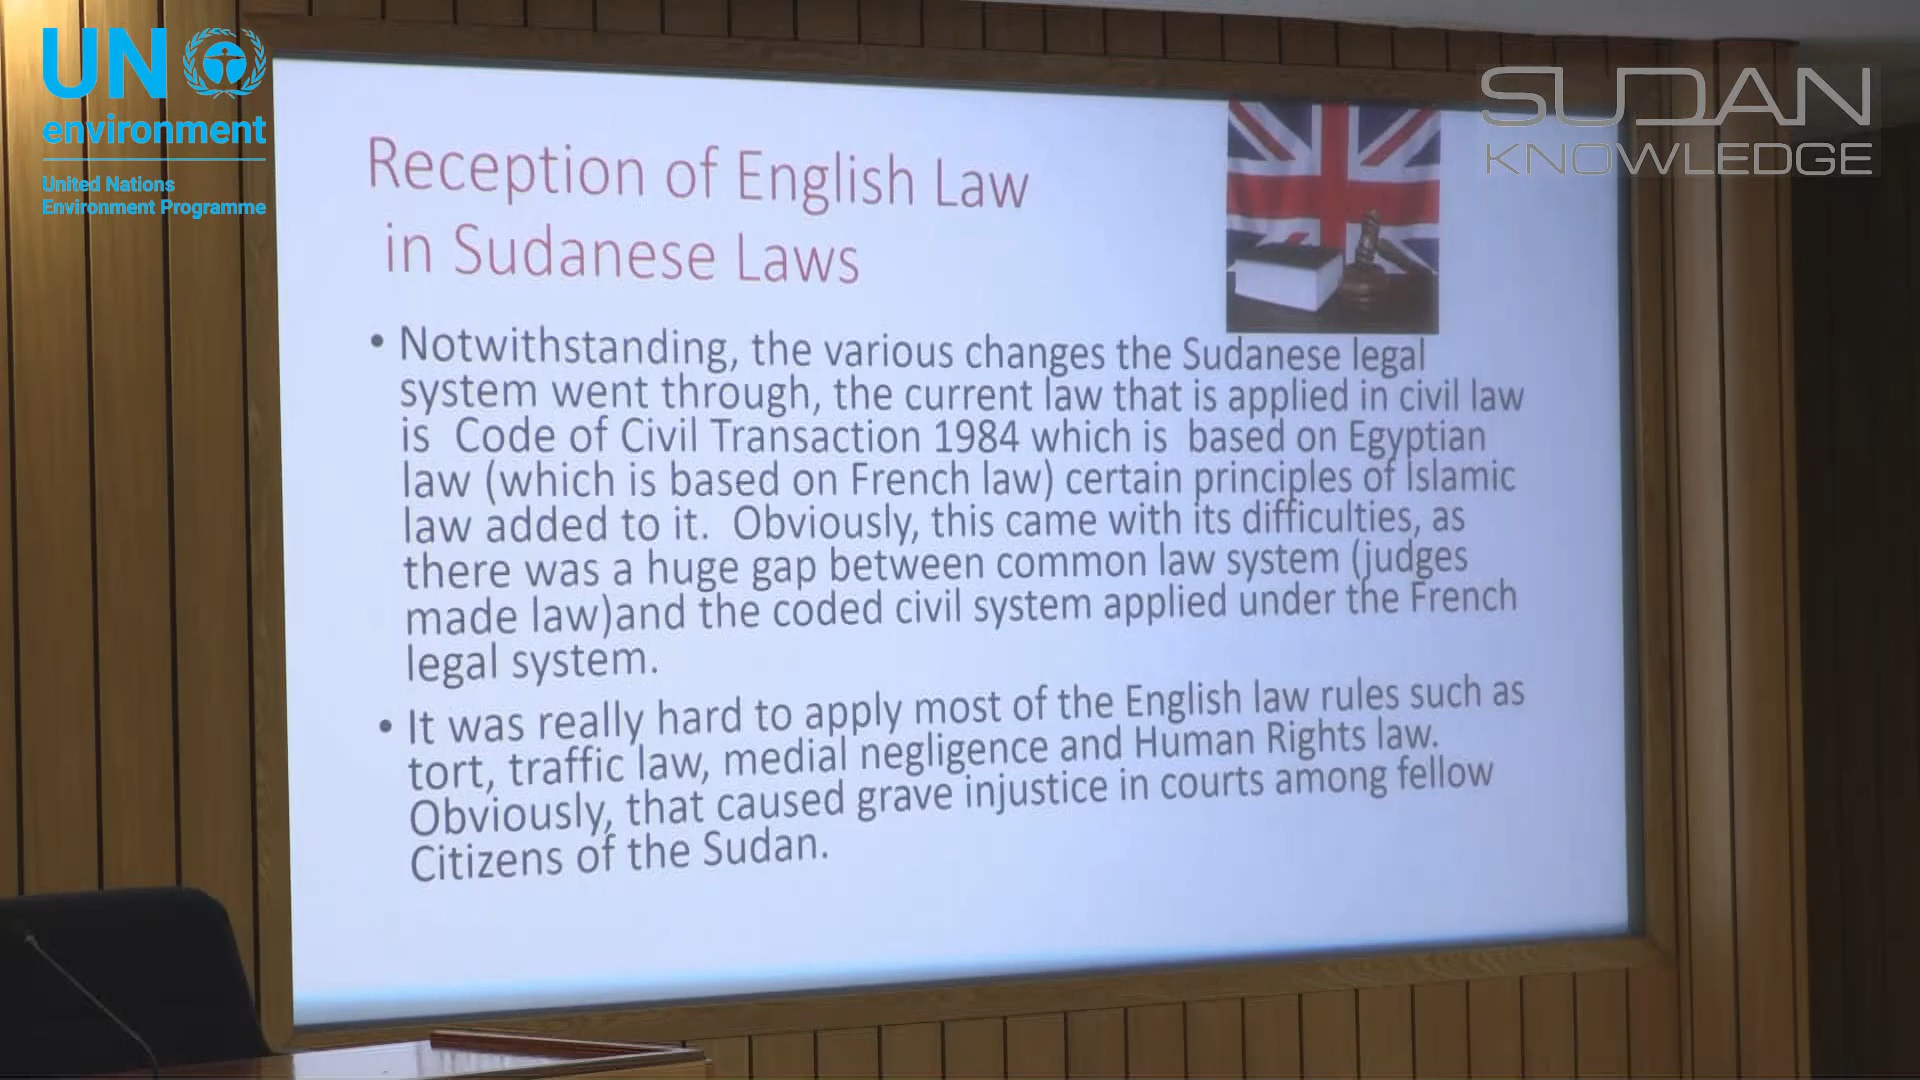 UN
environment
United Nations
Environment Programme
SUDAN
KNOWLEDGE
Reception of English Law
in Sudanese Laws
• Notwithstanding, the various changes the Sudanese legal
system went through, the current law that is applied in civil law
is Code of Civil Transaction 1984 which is based on Egyptian
law (which is based on French law) certain principles of Islamic
law added to it. Obviously, this came with its difficulties, as
there was a huge gap between common law system (judges
made law)and the coded civil system applied under the French
legal system.
• It was really hard to apply most of the English law rules such as
tort, traffic law, medial negligence and Human Rights law.
Obviously, that caused grave injustice in courts among fellow
Citizens of the Sudan.